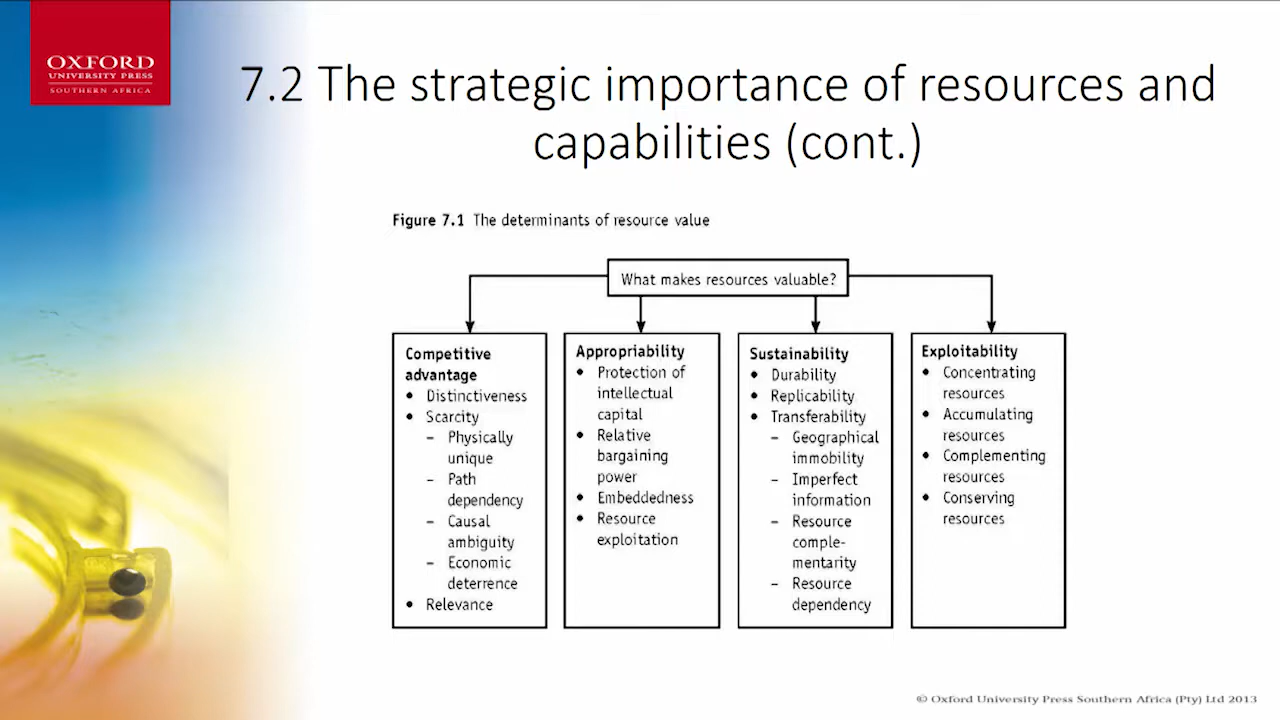 OXFORD
UNIVERSITY PRESS
SOUTHERN AFRICA
7.2 The strategic importance of resources and
capabilities (cont.)
Figure 7.1 The determinants of resource value
What makes resources valuable?
Competitive
advantage
• Distinctiveness
• Scarcity
– Physically
unique
– Path
dependency
– Causal
ambiguity
– Economic
deterrence
• Relevance
Appropriability
• Protection of
intellectual
capital
• Relative
bargaining
power
• Embeddedness
• Resource
exploitation
Sustainability
• Durability
• Replicability
• Transferability
– Geographical
immobility
– Imperfect
information
– Resource
comple-
mentarity
– Resource
dependency
Exploitability
• Concentrating
resources
• Accumulating
resources
• Complementing
resources
• Conserving
resources
© Oxford University Press Southern Africa (Pty) Ltd 2013